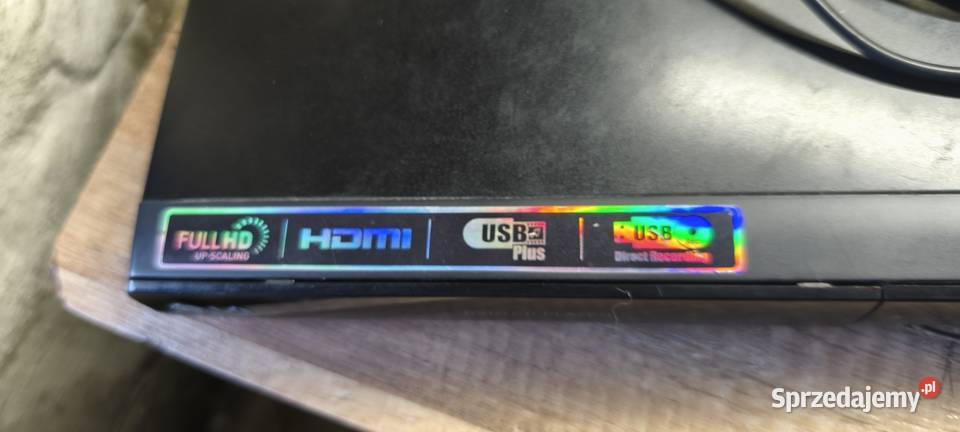 FULL HD
UP-SCALING
HDMI
USB
Plus
USB
Direct Recording
Sprzedajemy.pl